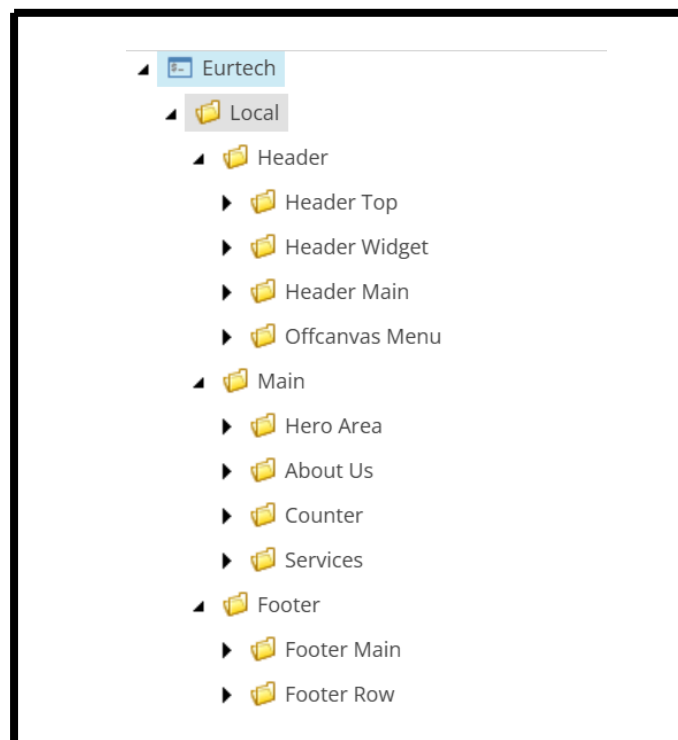 Eurtech
Local
Header
Header Top
Header Widget
Header Main
Offcanvas Menu
Main
Hero Area
About Us
Counter
Services
Footer
Footer Main
Footer Row